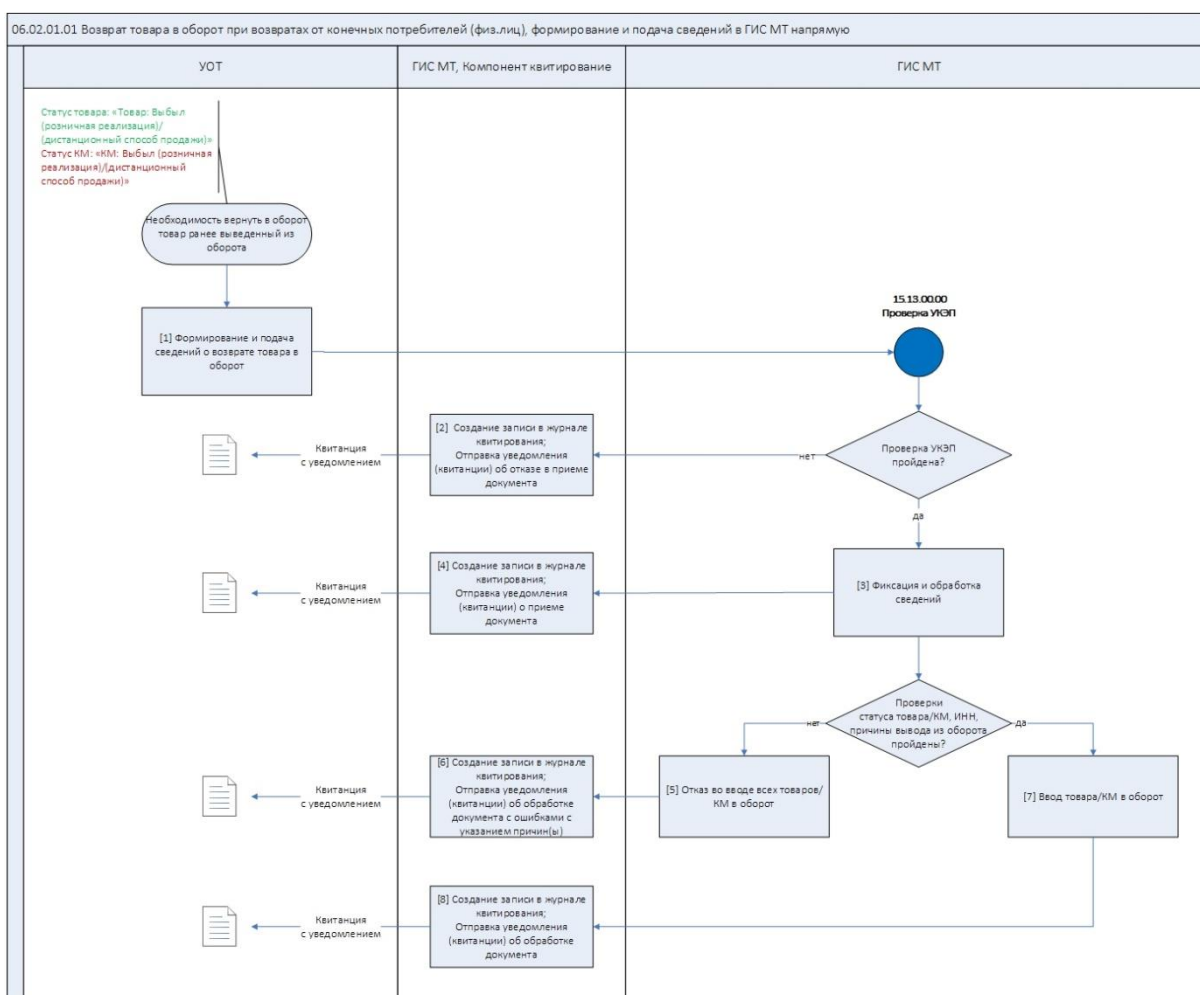 06.02.01.01 Возврат товара в оборот при возвратах от конечных потребителей (физ.лиц), формирование и подача сведений в ГИС МТ напрямую
УОТ
ГИС МТ, Компонент квитирование
ГИС МТ
Статус товара: «Товар: Выбыл
(розничная реализация)/
(дистанционный способ продажи)»
Статус КМ: «КМ: Выбыл (розничная
реализация)/(дистанционный
способ продажи)»
Необходимость вернуть в оборот
товар ранее выведенный из
оборота
15.13.00.00
Проверка УКЭП
[1] Формирование и подача
сведений о возврате товара в
оборот
Квитанция
с уведомлением
[2] Создание записи в журнале
квитирования;
Отправка уведомления
(квитанции) об отказе в приеме
документа
нет
Проверка УКЭП
пройдена?
да
Квитанция
с уведомлением
[4] Создание записи в журнале
квитирования;
Отправка уведомления
(квитанции) о приеме
документа
[3] Фиксация и обработка
сведений
Проверки
статуса товара/КМ, ИНН,
причины вывода из оборота
пройдены?
нет
да
Квитанция
с уведомлением
[6] Создание записи в журнале
квитирования;
Отправка уведомления
(квитанции) об обработке
документа с ошибками с
указанием причин(ы)
[5] Отказ во вводе всех товаров/
КМ в оборот
[7] Ввод товара/КМ в оборот
Квитанция
с уведомлением
[8] Создание записи в журнале
квитирования;
Отправка уведомления
(квитанции) об обработке
документа